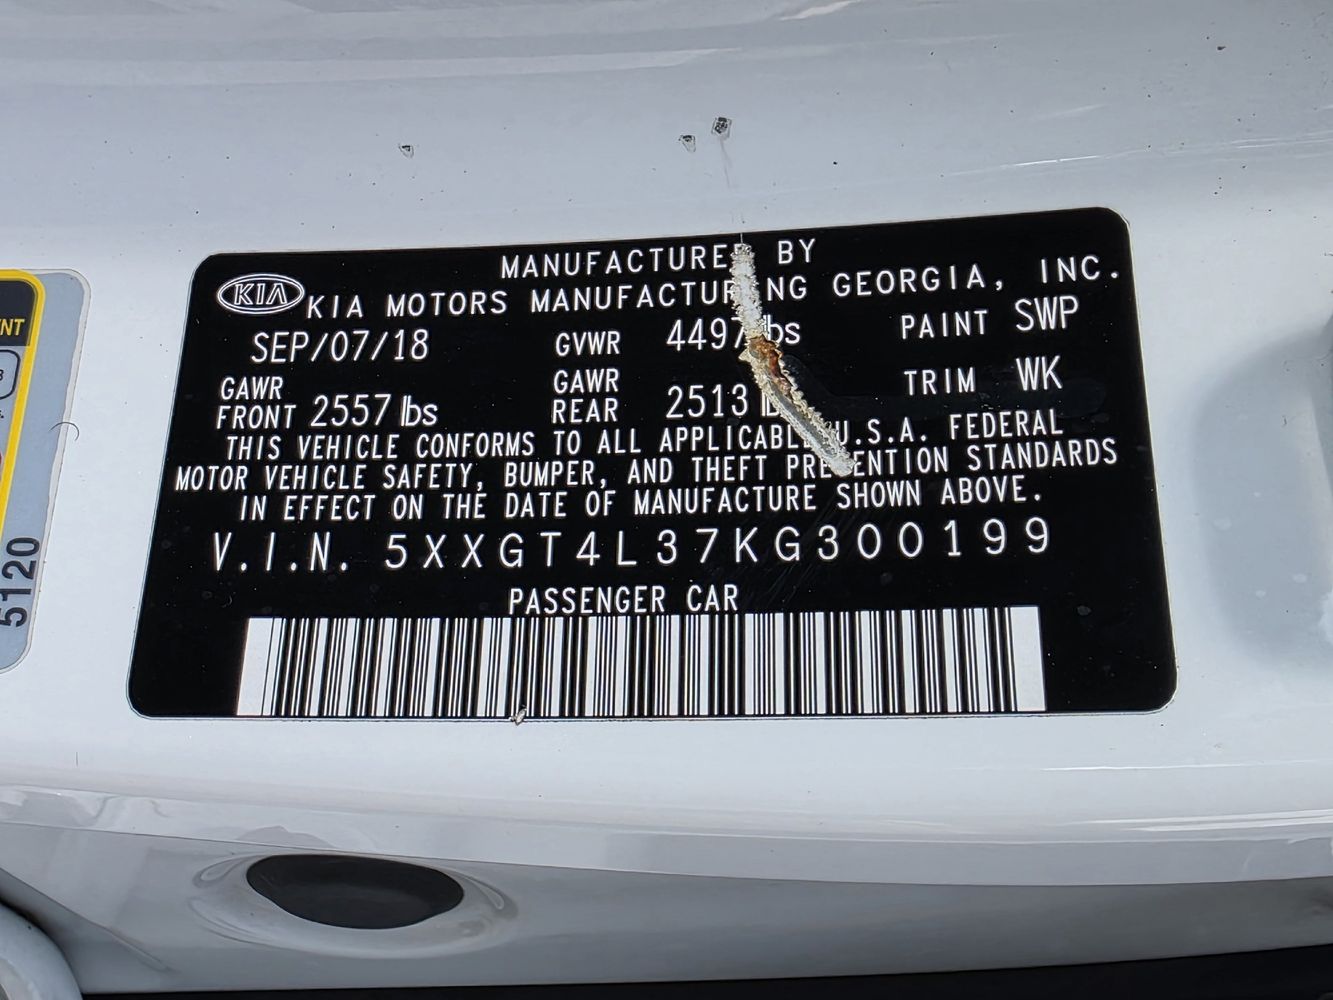 MANUFACTURED BY
KIA KIA MOTORS MANUFACTURING GEORGIA, INC.
SEP/07/18 GVWR 4497 lbs PAINT SWP
GAWR FRONT 2557 lbs GAWR REAR 2513 TRIM WK
THIS VEHICLE CONFORMS TO ALL APPLICABLE U.S.A. FEDERAL
MOTOR VEHICLE SAFETY, BUMPER, AND THEFT PREVENTION STANDARDS
IN EFFECT ON THE DATE OF MANUFACTURE SHOWN ABOVE.
V.I.N. 5XXGT4L37KG300199
PASSENGER CAR
5120